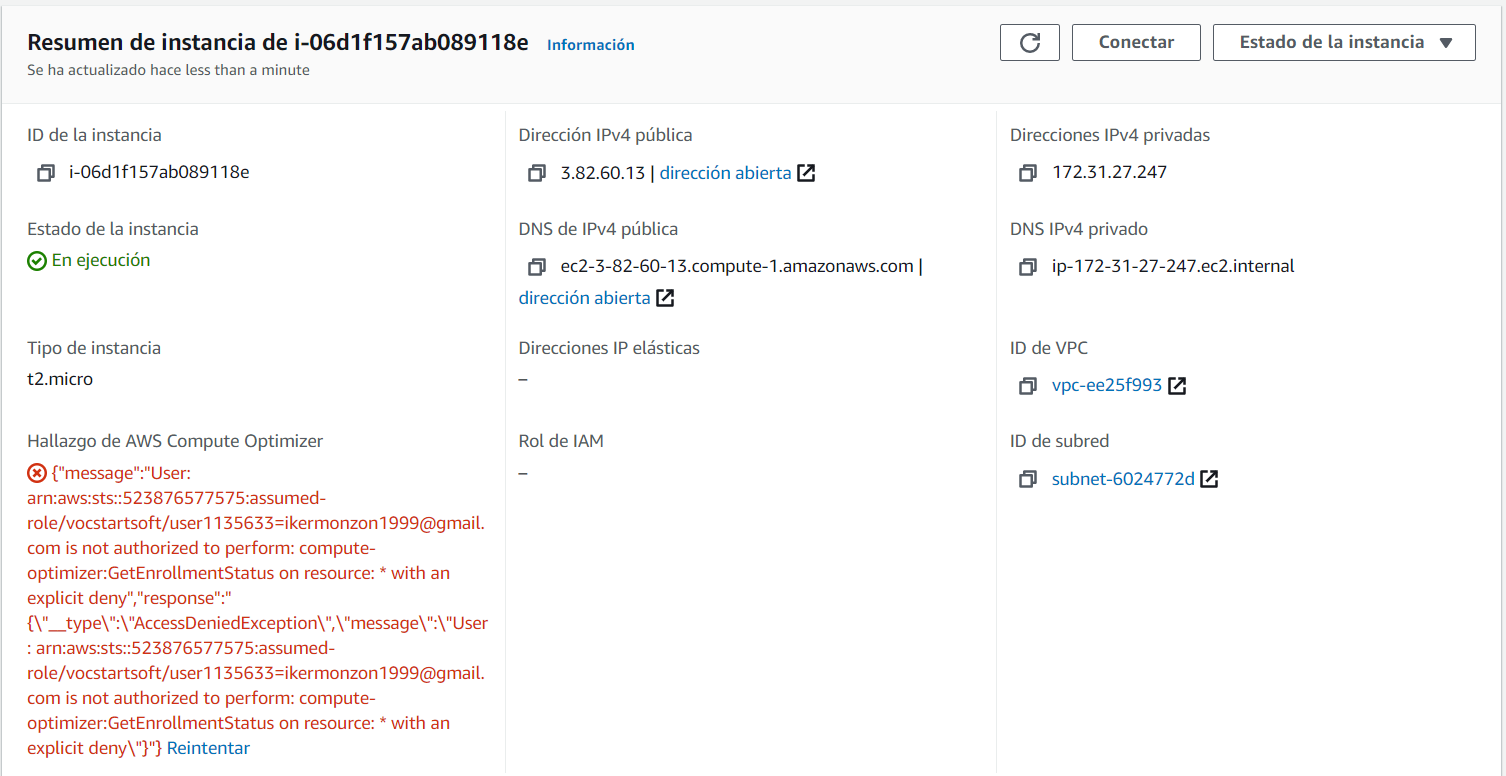 Resumen de instancia de i-06d1f157ab089118e Información
Se ha actualizado hace less than a minute
Conectar
Estado de la instancia
ID de la instancia
i-06d1f157ab089118e
Dirección IPv4 pública
3.82.60.13 | dirección abierta
Direcciones IPv4 privadas
172.31.27.247
Estado de la instancia
En ejecución
DNS de IPv4 pública
ec2-3-82-60-13.compute-1.amazonaws.com |
dirección abierta
DNS IPv4 privado
ip-172-31-27-247.ec2.internal
Tipo de instancia
t2.micro
Direcciones IP elásticas
–
ID de VPC
vpc-ee25f993
Hallazgo de AWS Compute Optimizer
{"message":"User:
arn:aws:sts::523876577575:assumed-
role/vocstartsoft/user1135633=ikermonzon1999@gmail.
com is not authorized to perform: compute-
optimizer:GetEnrollmentStatus on resource: * with an
explicit deny","response":"
{\"__type\":\"AccessDeniedException\",\"message\":\"User
: arn:aws:sts::523876577575:assumed-
role/vocstartsoft/user1135633=ikermonzon1999@gmail.
com is not authorized to perform: compute-
optimizer:GetEnrollmentStatus on resource: * with an
explicit deny\"}"} Reintentar
Rol de IAM
–
ID de subred
subnet-6024772d